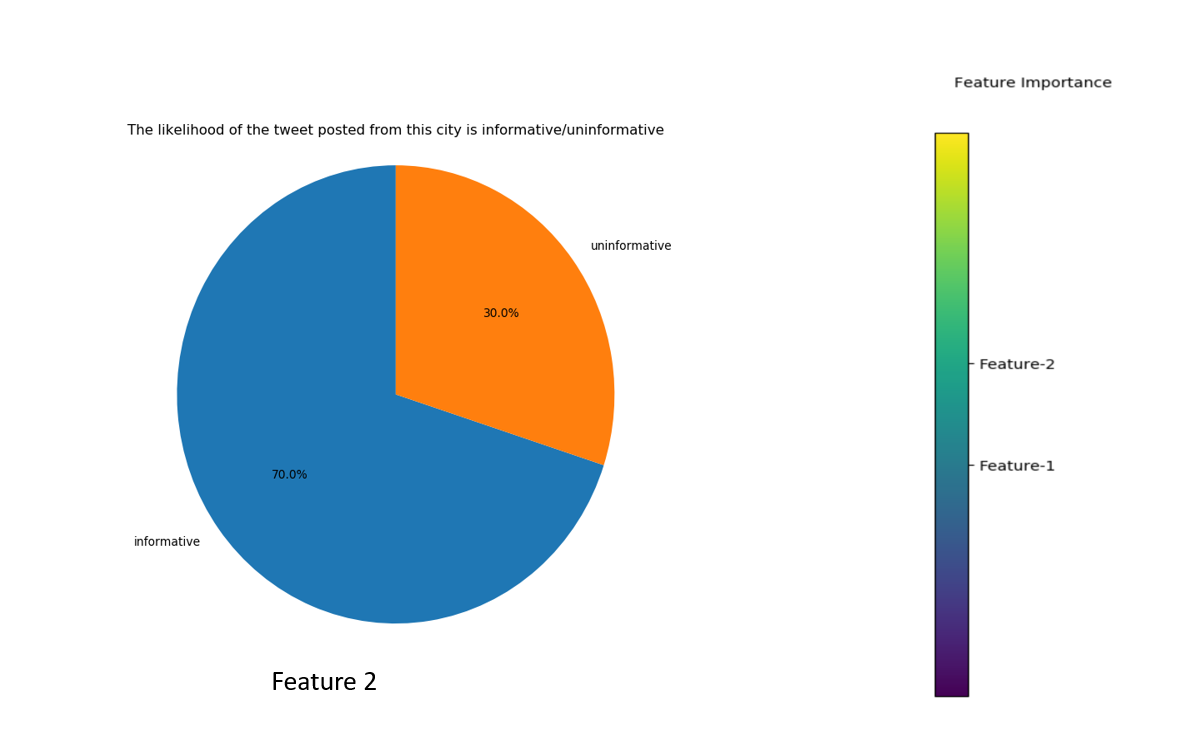 Feature Importance
The likelihood of the tweet posted from this city is informative/uninformative
uninformative
30.0%
Feature-2
Feature-1
70.0%
informative
Feature 2